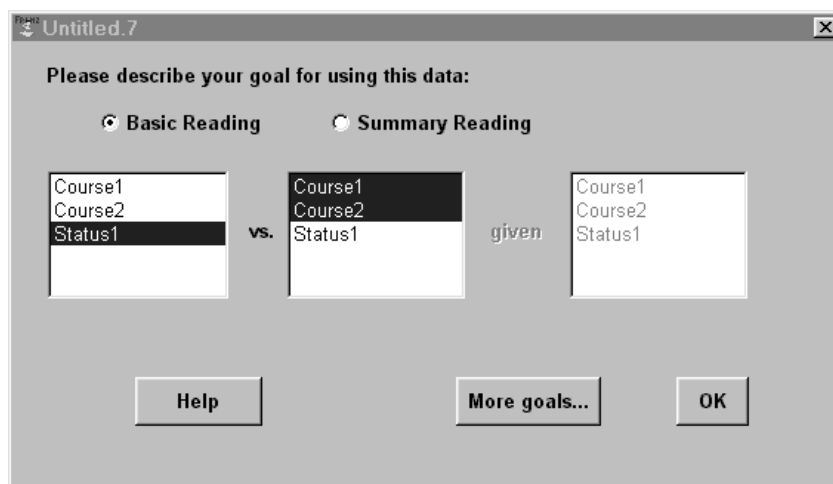 Franz
Untitled.7
Please describe your goal for using this data:
Basic Reading Summary Reading
Course1
Course2
Status1
vs.
Course1
Course2
Status1
given
Course1
Course2
Status1
Help More goals... OK